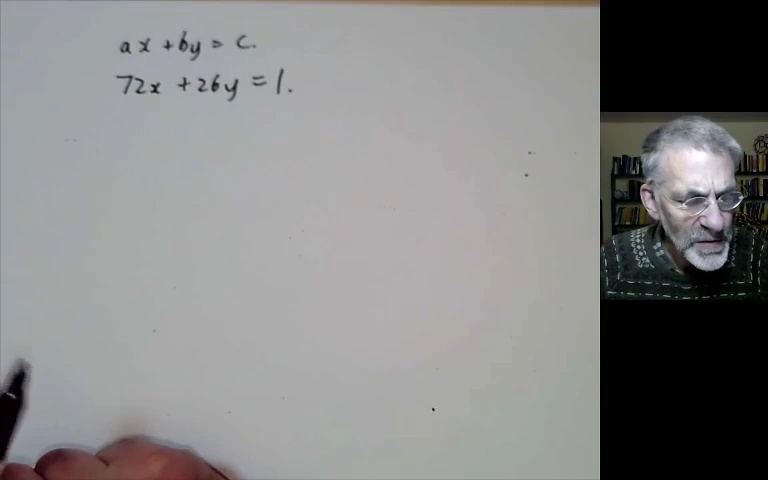 ax + by = c.
72x + 26y = 1.